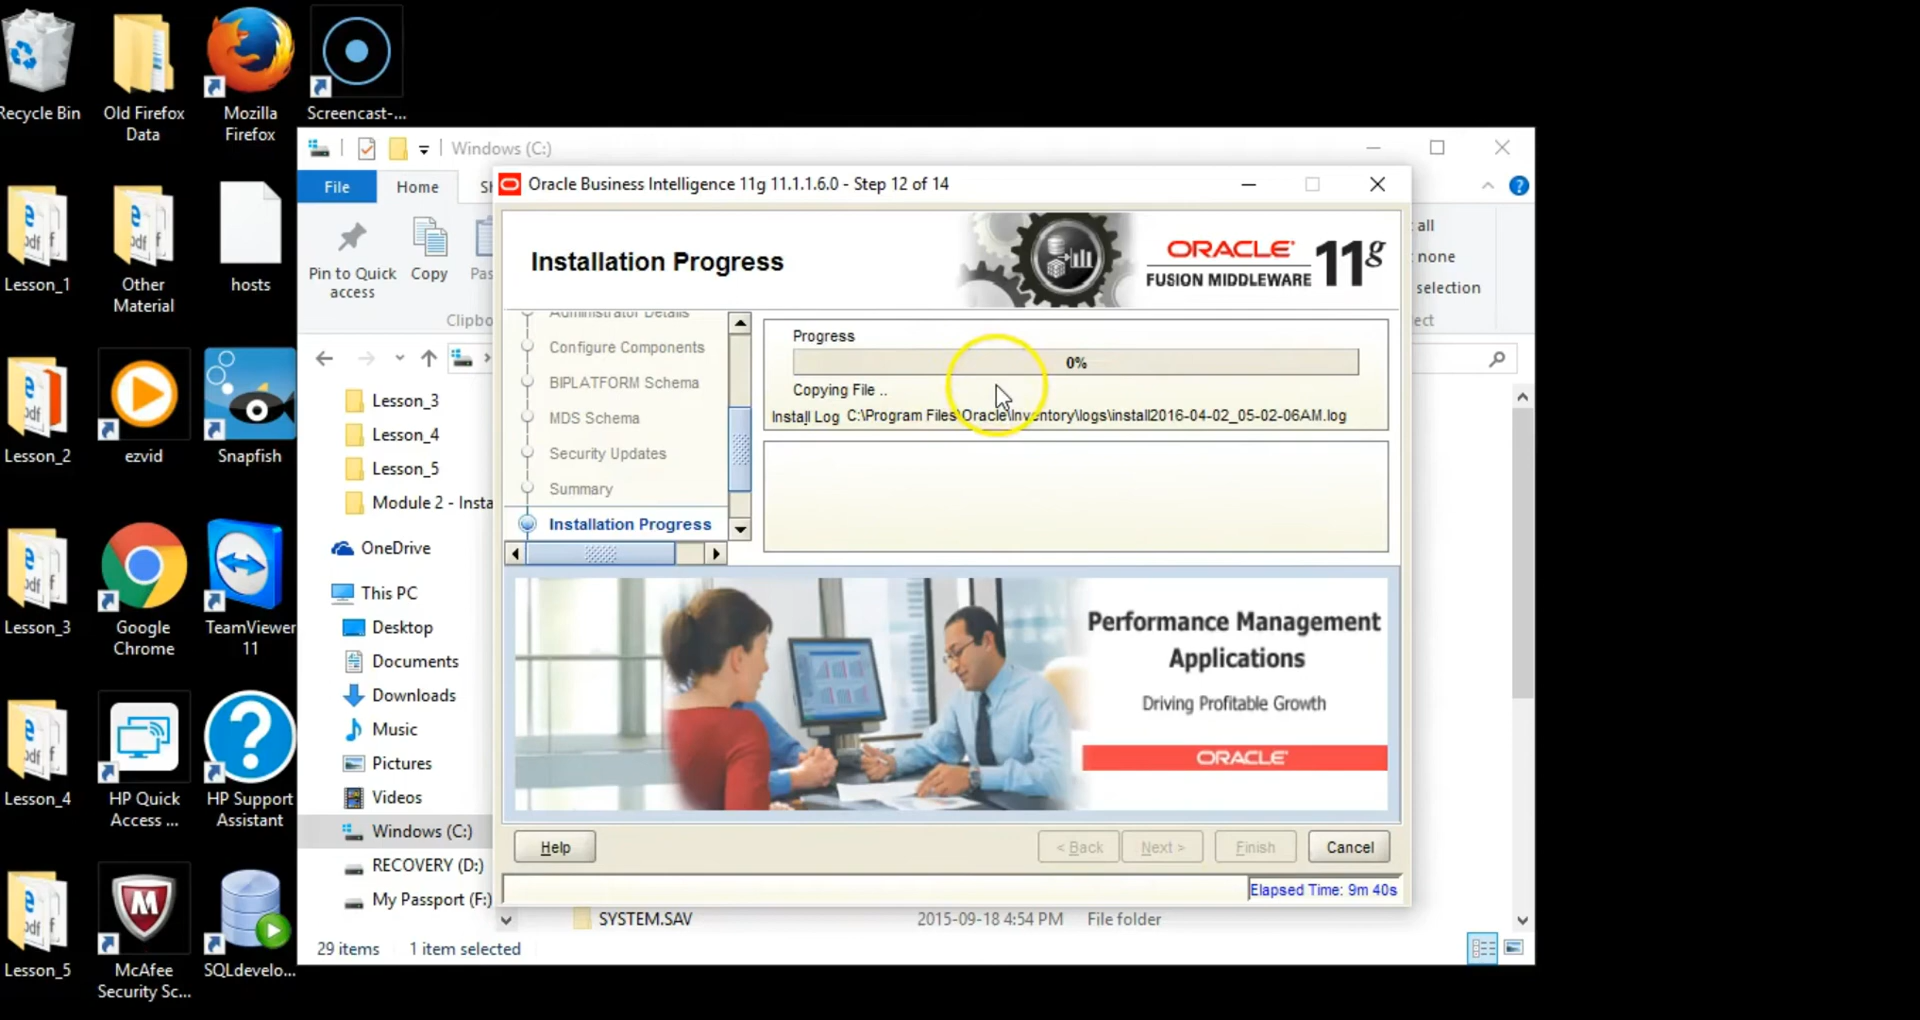 Recycle Bin
Old Firefox
Data
Mozilla
Firefox
Screencast-...
Lesson_1
Other
Material
hosts
Lesson_2
ezvid
Snapfish
Lesson_3
Google
Chrome
TeamViewer
11
Lesson_4
HP Quick
Access ...
HP Support
Assistant
Lesson_5
McAfee
Security Sc...
SQLdevelo...
Windows (C:)
File
Home
Pin to Quick
access
Copy
all
none
selection
Lesson_3
Lesson_4
Lesson_5
Module 2 - Insta
OneDrive
This PC
Desktop
Documents
Downloads
Music
Pictures
Videos
Windows (C:)
RECOVERY (D:)
My Passport (F:)
SYSTEM.SAV 2015-09-18 4:54 PM File folder
29 items 1 item selected
Oracle Business Intelligence 11g 11.1.1.6.0 - Step 12 of 14
Installation Progress
ORACLE
FUSION MIDDLEWARE 11g
Administrator Details
Configure Components
BIPLATFORM Schema
MDS Schema
Security Updates
Summary
Installation Progress
Progress
0%
Copying File ..
Install Log C:\Program Files\Oracle\Inventory\logs\install2016-04-02_05-02-06AM.log
Performance Management
Applications
Driving Profitable Growth
ORACLE
Help
< Back
Next >
Finish
Cancel
Elapsed Time: 9m 40s